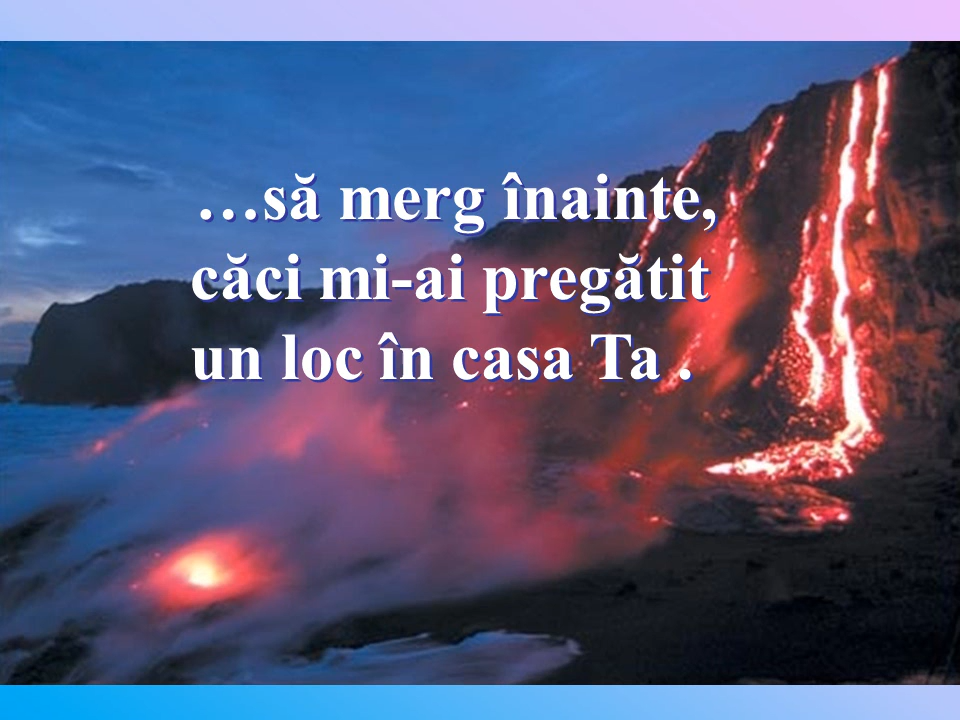 …să merg înainte,
căci mi-ai pregătit
un loc în casa Ta .